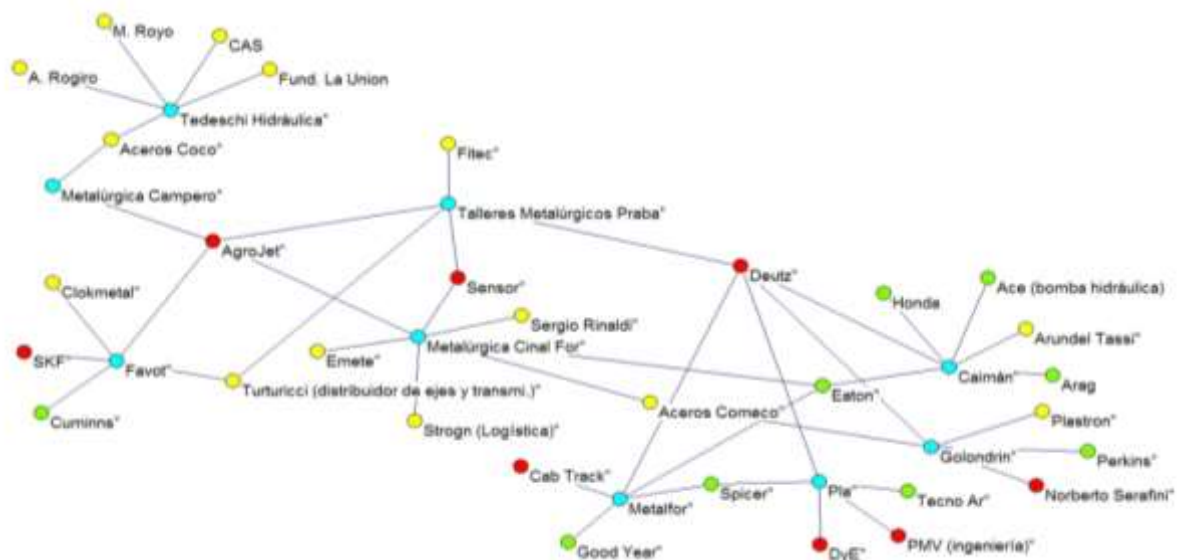 M. Royo
CAS
A. Rogiro
Fund. La Union
Tedeschi Hidráulica"
Aceros Coco"
Fitec"
Metalúrgica Campero"
Talleres Metalúrgicos Praba"
AgroJet"
Deutz"
Clokmetal"
Sensor"
Honda
Ace (bomba hidráulica)
Sergio Rinaldi"
Arundel Tassi"
SKF"
Favot"
Emete"
Metalúrgica Cinal For"
Caimán"
Arag
Turturicci (distribuidor de ejes y transmi.)"
Eaton"
Cuminns"
Strogn (Logística)"
Aceros Comeco"
Plastron"
Golondrin"
Perkins"
Cab Track"
Spicer"
Pla"
Norberto Serafini"
Metalfor"
Tecno Ar"
Good Year"
DyE"
PMV (ingeniería)"